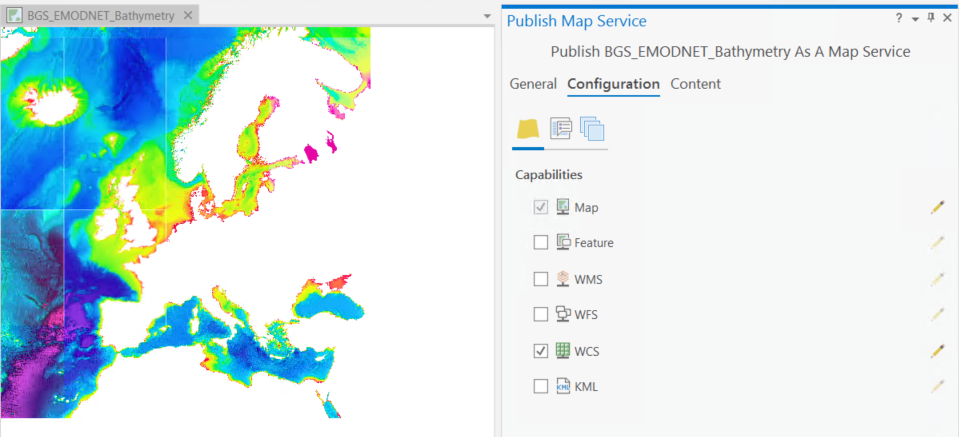 BGS_EMODNET_Bathymetry
Publish Map Service
Publish BGS_EMODNET_Bathymetry As A Map Service
General Configuration Content
Capabilities
Map
Feature
WMS
WFS
WCS
KML KML